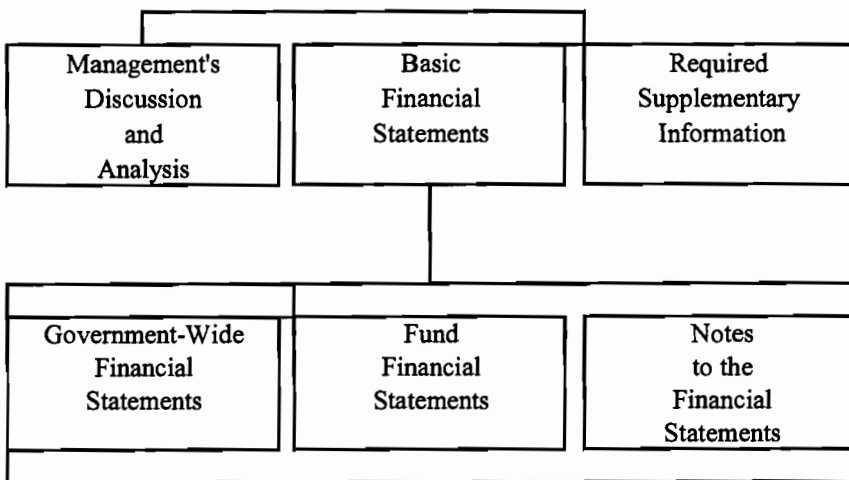 Management's
Discussion
and
Analysis
Basic
Financial
Statements
Required
Supplementary
Information
Government-Wide
Financial
Statements
Fund
Financial
Statements
Notes
to the
Financial
Statements